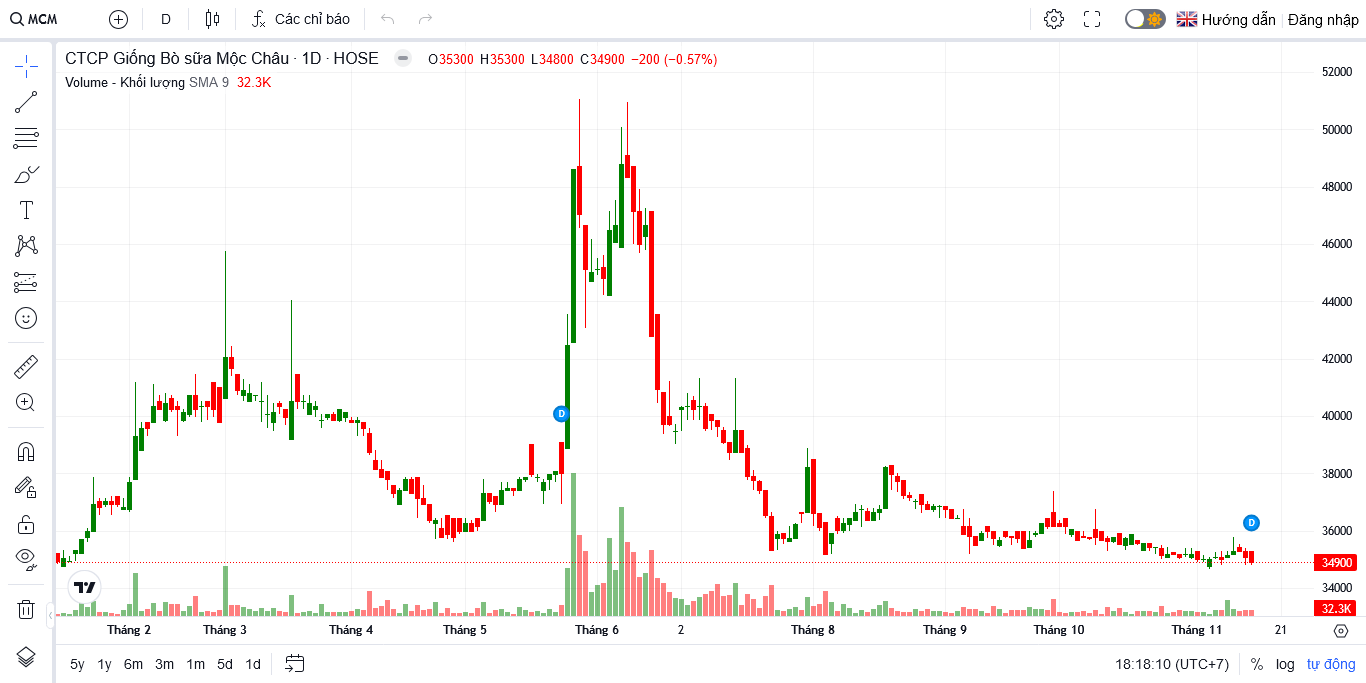 MCM D Các chỉ báo Hướng dẫn Đăng nhập
CTCP Giống Bò sữa Mộc Châu · 1D · HOSE O35300 H35300 L34800 C34900 −200 (−0.57%)
Volume - Khối lượng SMA 9 32.3K
52000
50000
48000
46000
44000
42000
40000
38000
36000
34900
34000
32.3K
D
D
T
Tháng 2 Tháng 3 Tháng 4 Tháng 5 Tháng 6 2 Tháng 8 Tháng 9 Tháng 10 Tháng 11 21
5y 1y 6m 3m 1m 5d 1d 18:18:10 (UTC+7) % log tự động